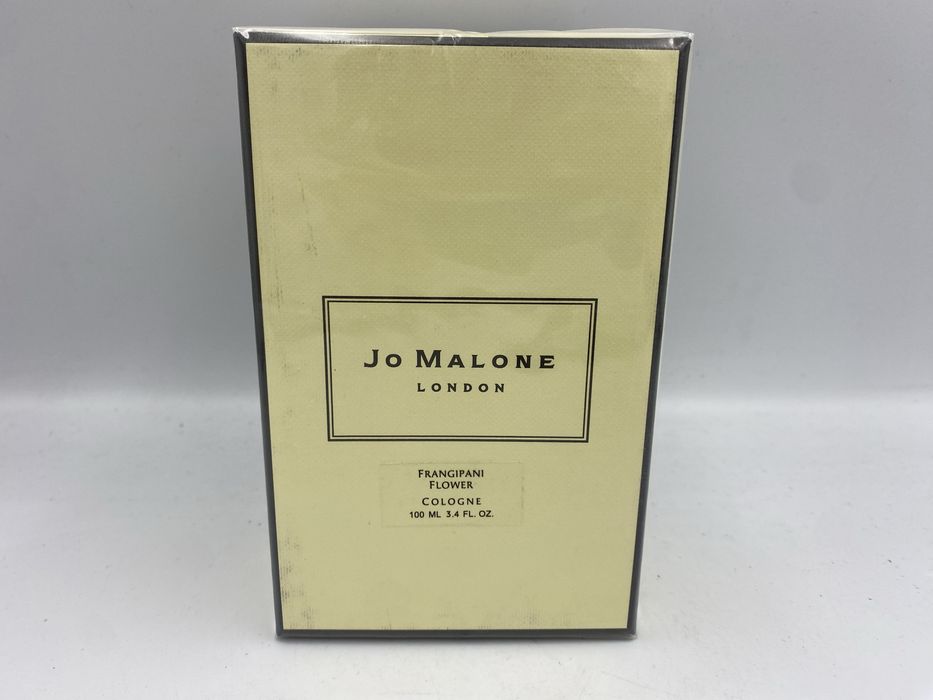 Jo Malone
LONDON
Frangipani
Flower
Cologne
100 ML 3.4 FL. OZ.